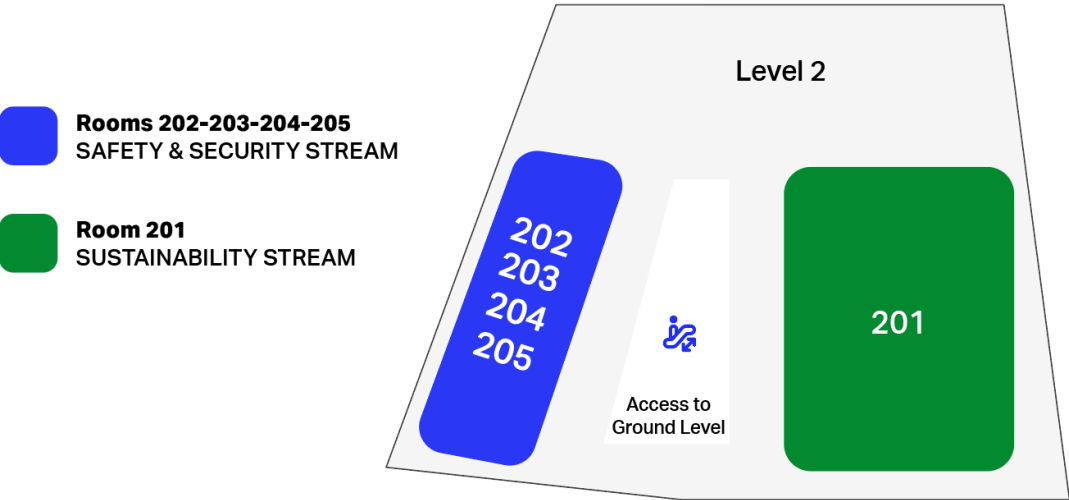 Level 2
Rooms 202-203-204-205
SAFETY & SECURITY STREAM
Room 201
SUSTAINABILITY STREAM
202
203
204
205
201
Access to
Ground Level